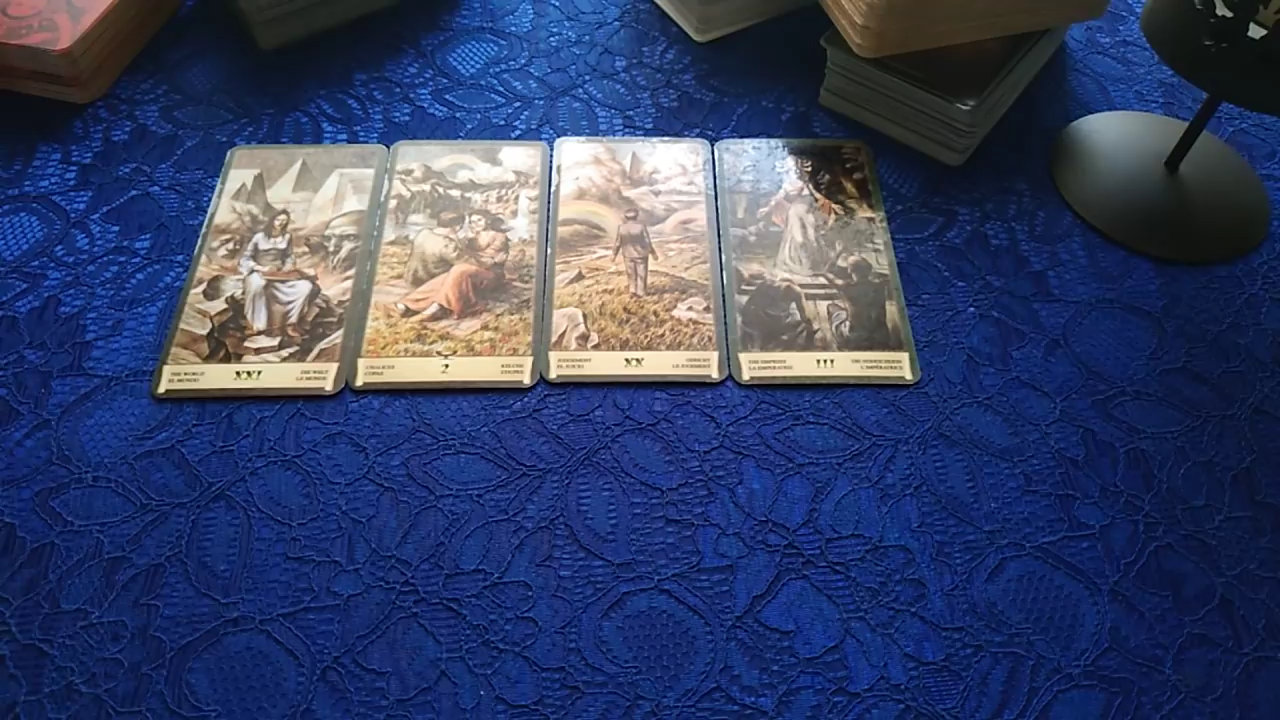 THE WORLD
EL MUNDO
XXI
DIE WELT
LE MONDE
CHALICES
COPAS
2
KELCHE
COUPES
JUDGEMENT
EL JUICIO
XX
GERICHT
LE JUGEMENT
THE EMPRESS
LA EMPERATRIZ
III
DIE HERRSCHERIN
L'IMPÉRATRICE